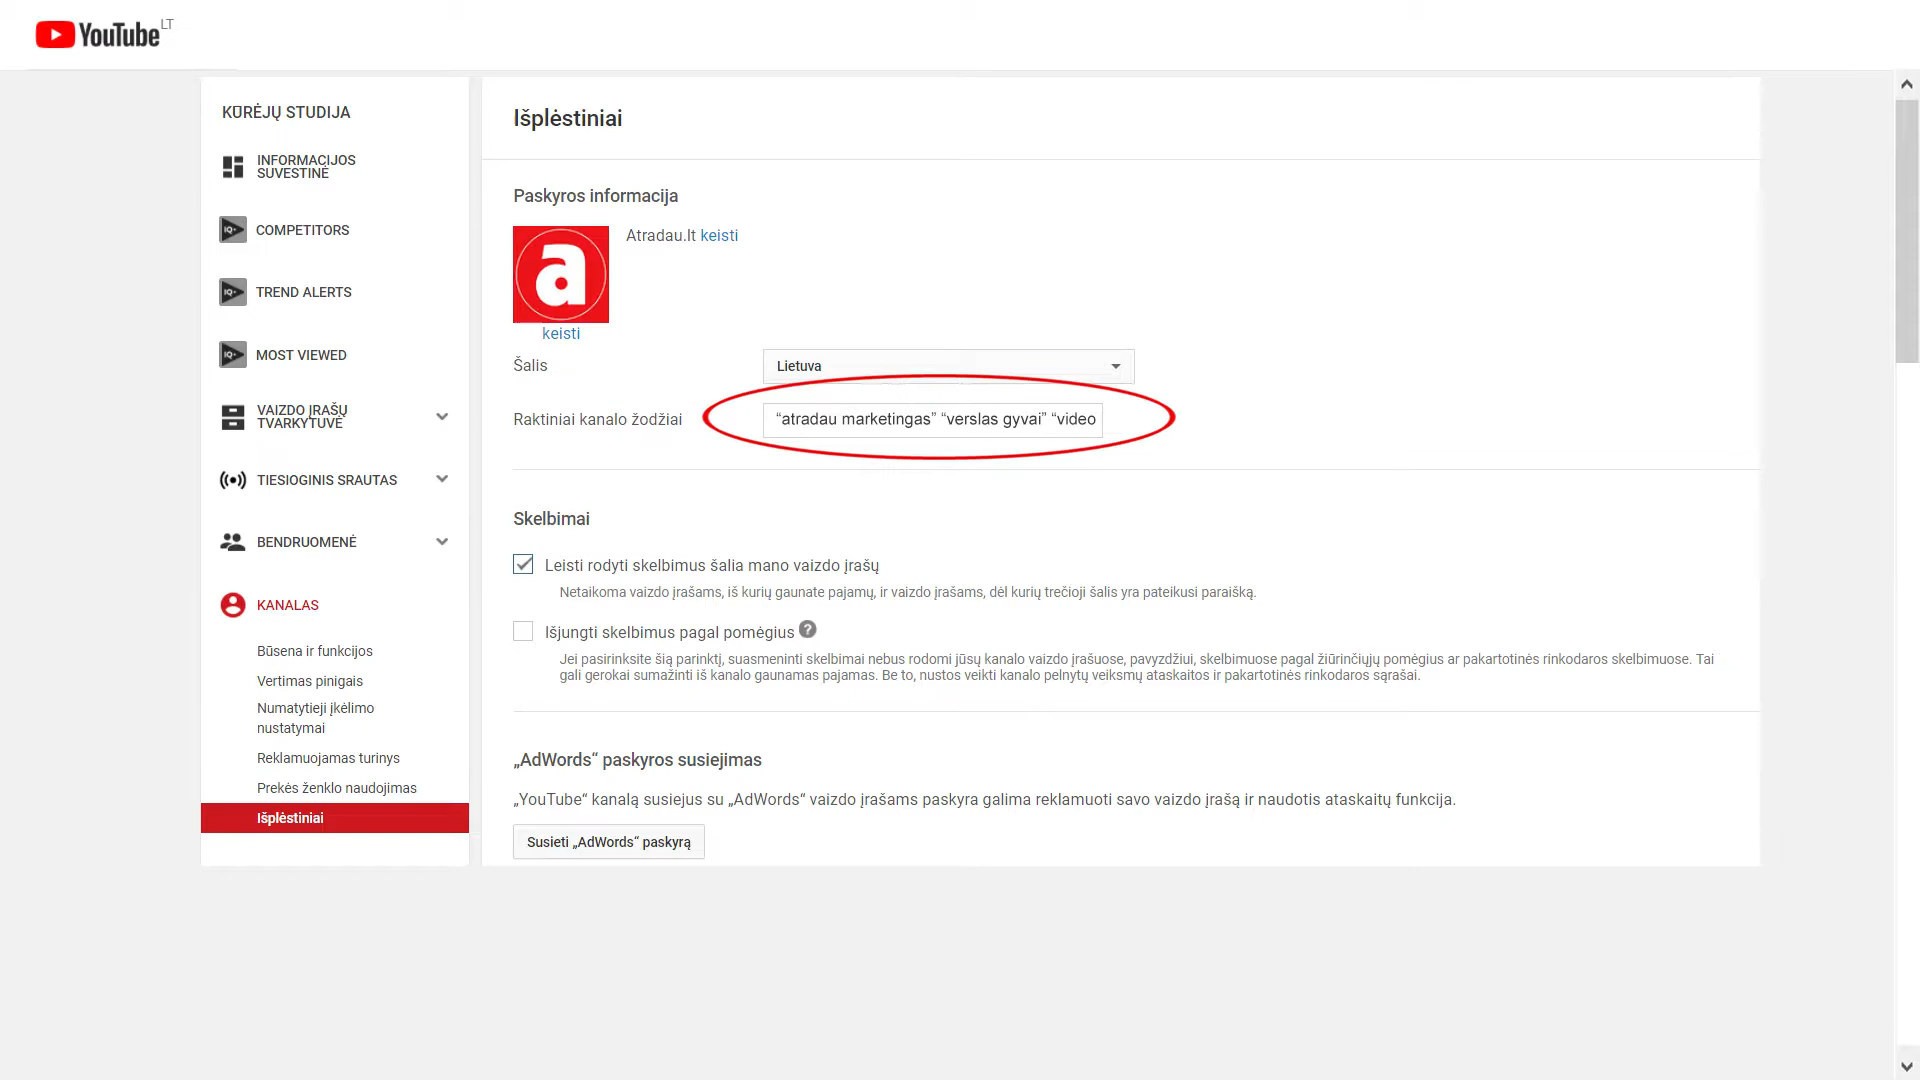 YouTube LT
KŪRĖJŲ STUDIJA
INFORMACIJOS
SUVESTINĖ
COMPETITORS
TREND ALERTS
MOST VIEWED
VAIZDO ĮRAŠŲ
TVARKYTUVĖ
TIESIOGINIS SRAUTAS
BENDRUOMENĖ
KANALAS
Būsena ir funkcijos
Vertimas pinigais
Numatytieji įkėlimo
nustatymai
Reklamuojamas turinys
Prekės ženklo naudojimas
Išplėstiniai
Išplėstiniai
Paskyros informacija
a
Atradau.lt keisti
keisti
Šalis
Lietuva
Raktiniai kanalo žodžiai
“atradau marketingas” “verslas gyvai” “video
Skelbimai
Leisti rodyti skelbimus šalia mano vaizdo įrašų
Netaikoma vaizdo įrašams, iš kurių gaunate pajamų, ir vaizdo įrašams, dėl kurių trečioji šalis yra pateikusi paraišką.
Išjungti skelbimus pagal pomėgius ?
Jei pasirinksite šią parinktį, suasmeninti skelbimai nebus rodomi jūsų kanalo vaizdo įrašuose, pavyzdžiui, skelbimuose pagal žiūrinčiųjų pomėgius ar pakartotinės rinkodaros skelbimuose. Tai
gali gerokai sumažinti iš kanalo gaunamas pajamas. Be to, nustos veikti kanalo pelnytų veiksmų ataskaitos ir pakartotinės rinkodaros sąrašai.
„AdWords“ paskyros susiejimas
„YouTube“ kanalą susiejus su „AdWords“ vaizdo įrašams paskyra galima reklamuoti savo vaizdo įrašą ir naudotis ataskaitų funkcija.
Susieti „AdWords“ paskyrą